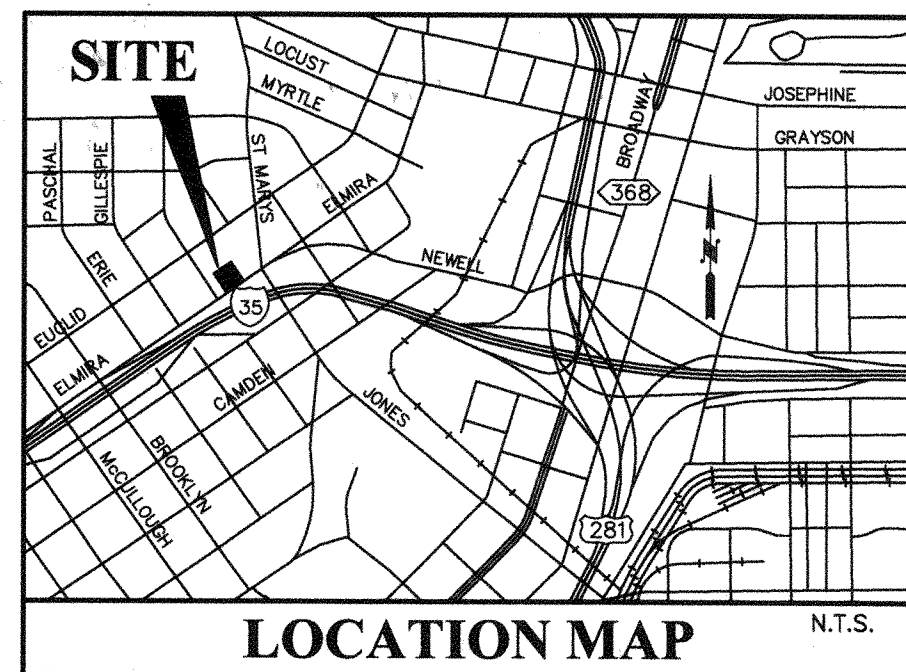 SITE
LOCUST
MYRTLE
BROADWAY
JOSEPHINE
GRAYSON
PASCHAL
GILLESPIE
ST MARYS
ELMIRA
368
N
NEWELL
ERIE
35
EUCLID
ELMIRA
CAMDEN
JONES
BROOKLYN
McCULLOUGH
281
LOCATION MAP
N.T.S.